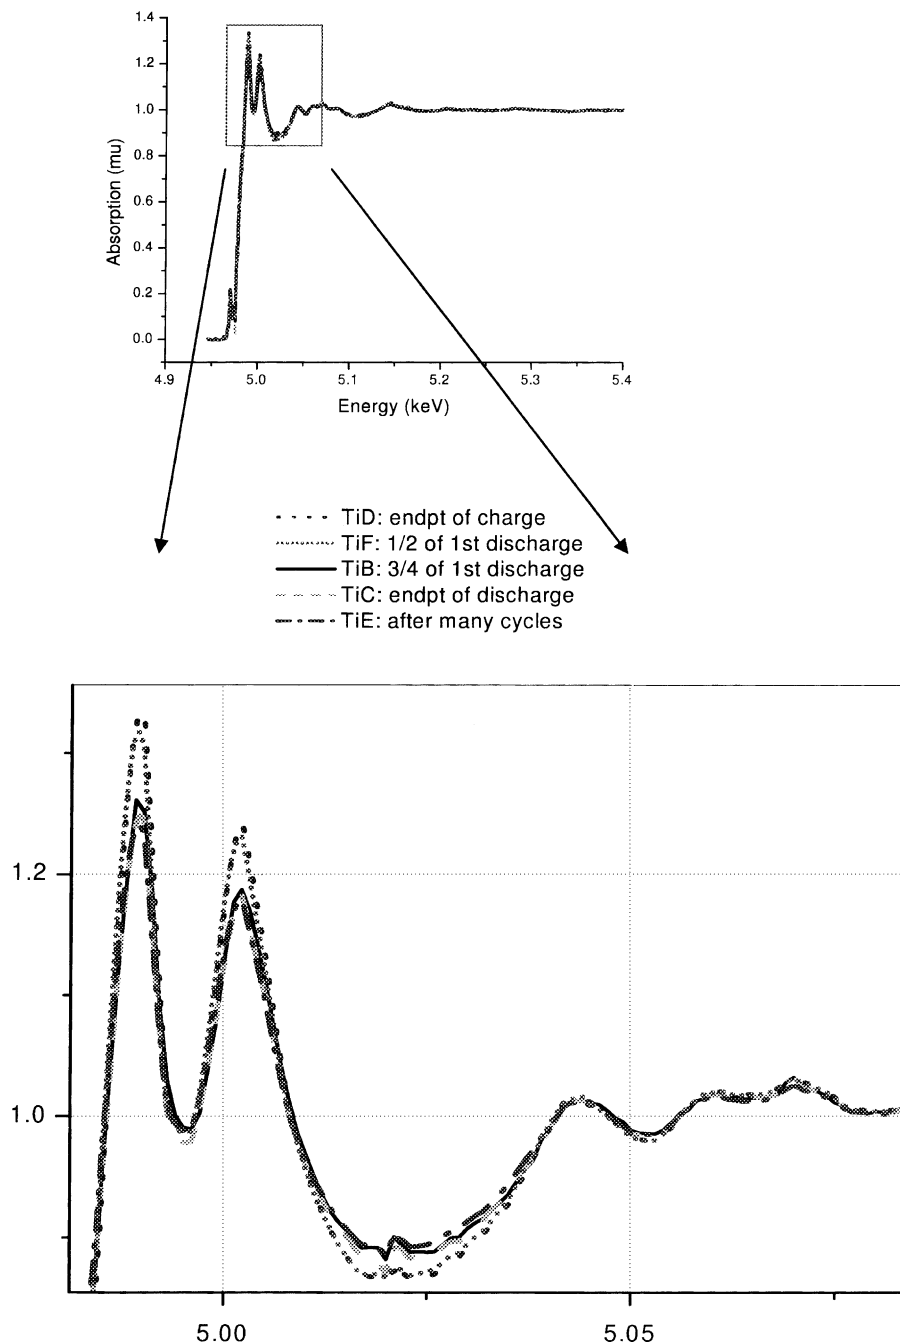 1.4
1.2
1.0
0.8
0.6
0.4
0.2
0.0
Absorption (mu)
4.9 5.0 5.1 5.2 5.3 5.4
Energy (keV)
TiD: endpt of charge
TiF: 1/2 of 1st discharge
TiB: 3/4 of 1st discharge
TiC: endpt of discharge
TiE: after many cycles
1.2
1.0
5.00 5.05